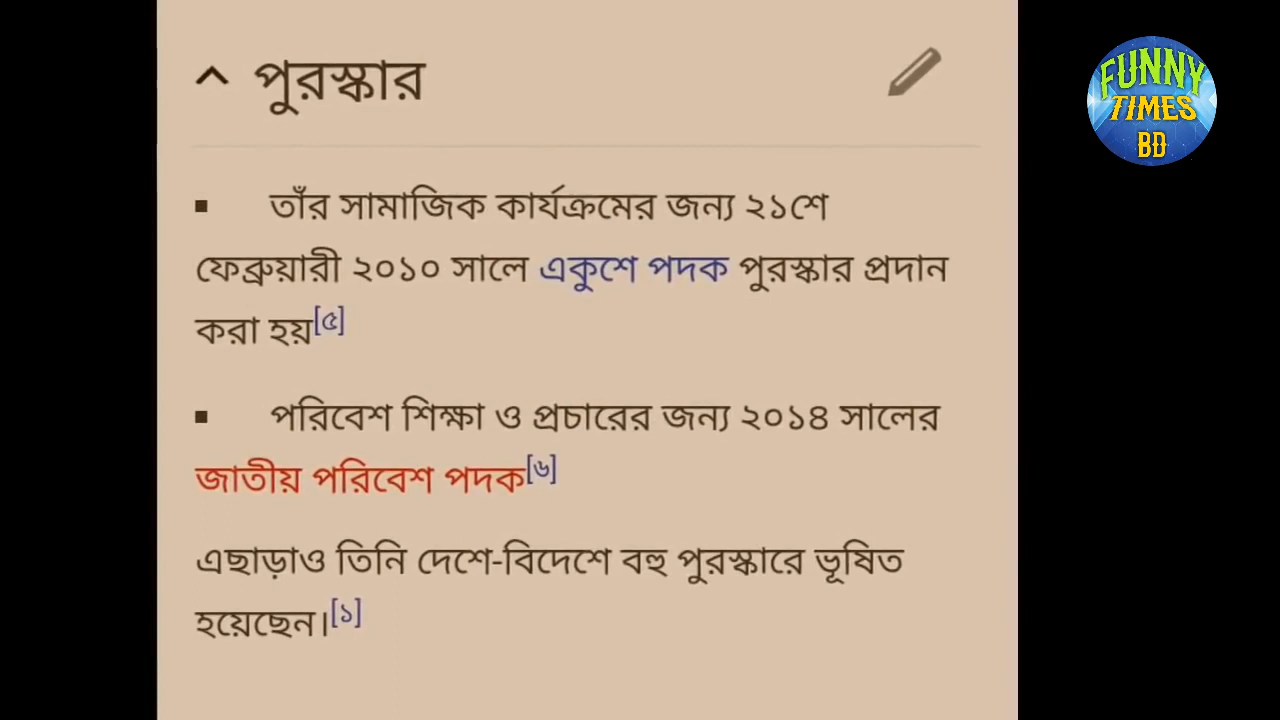 ^ পুরস্কার
FUNNY
TIMES
BD
▪ তাঁর সামাজিক কার্যক্রমের জন্য ২১শে
ফেব্রুয়ারী ২০১০ সালে একুশে পদক পুরস্কার প্রদান
করা হয়[৫]
▪ পরিবেশ শিক্ষা ও প্রচারের জন্য ২০১৪ সালের
জাতীয় পরিবেশ পদক[৬]
এছাড়াও তিনি দেশে-বিদেশে বহু পুরস্কারে ভূষিত
হয়েছেন।[১]